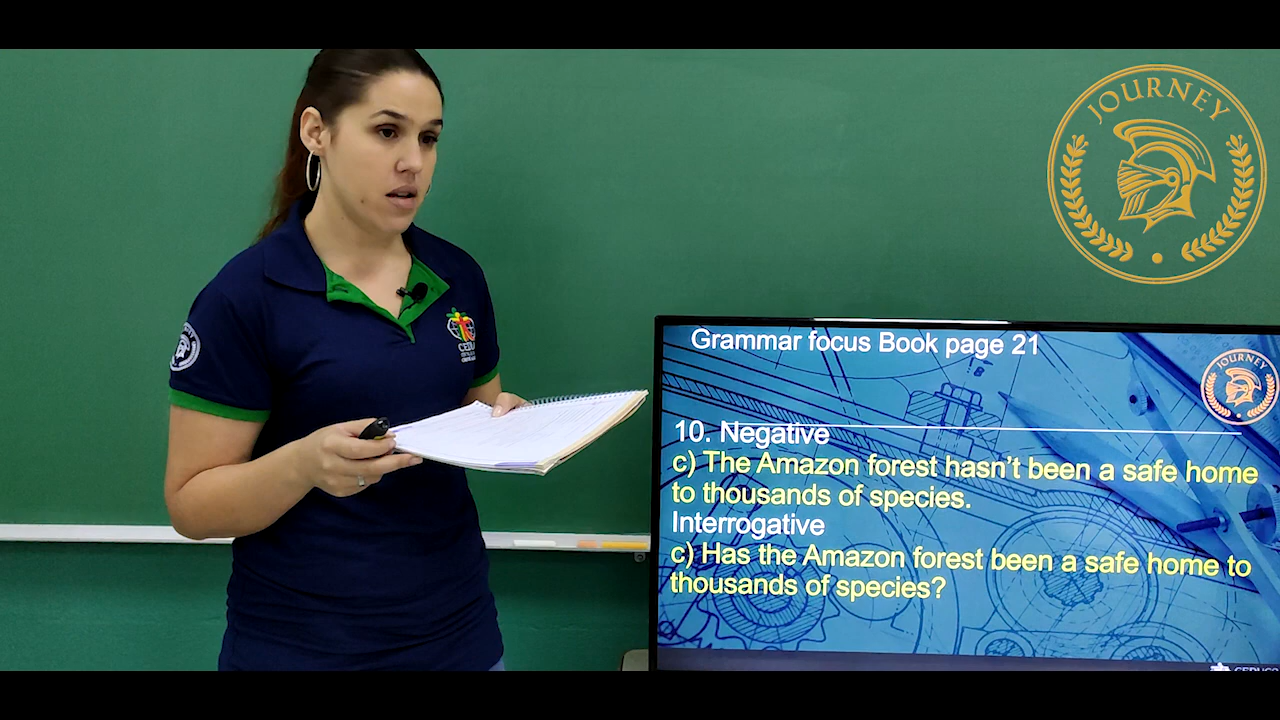 JOURNEY
Grammar focus Book page 21
JOURNEY
10. Negative
c) The Amazon forest hasn't been a safe home
to thousands of species.
Interrogative
c) Has the Amazon forest been a safe home to
thousands of species?